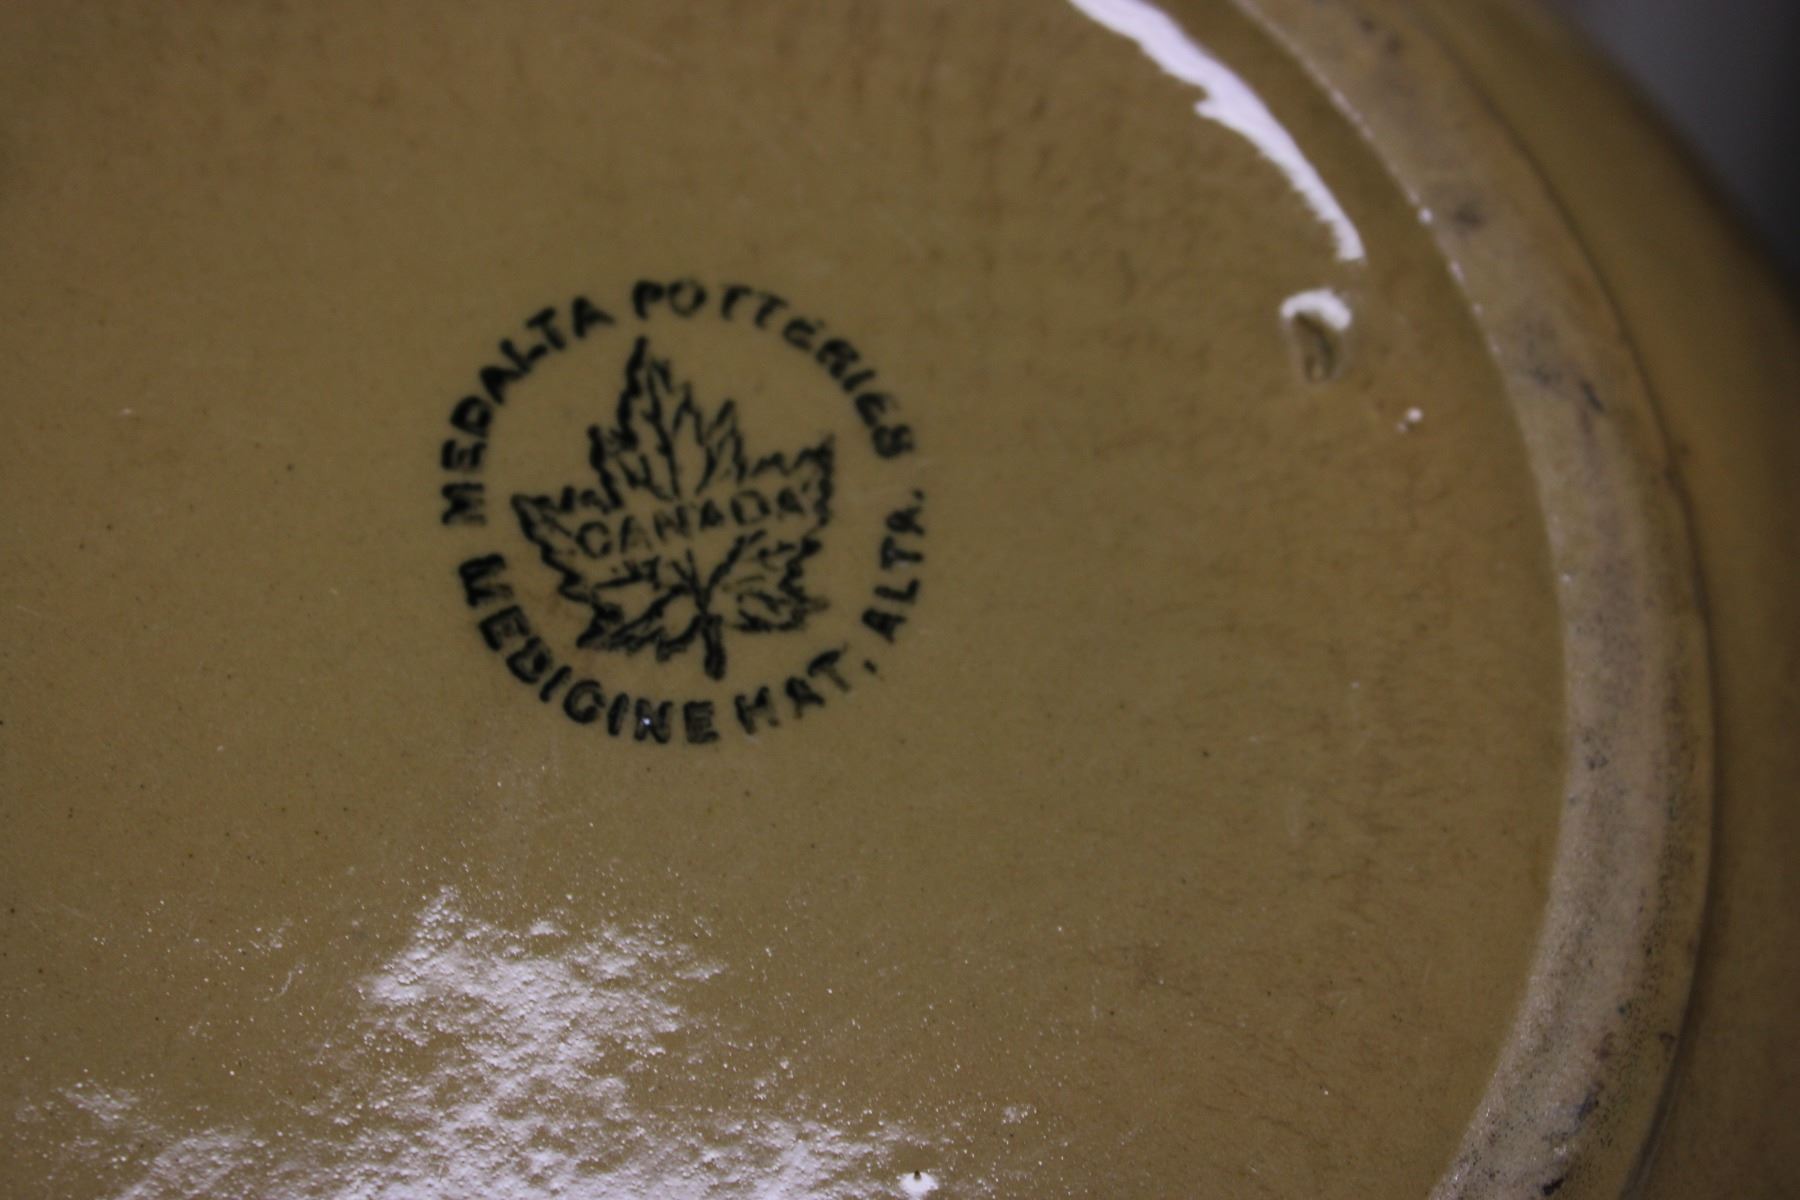 MEDALTA POTTERIES
CANADA
MEDICINE HAT, ALTA.